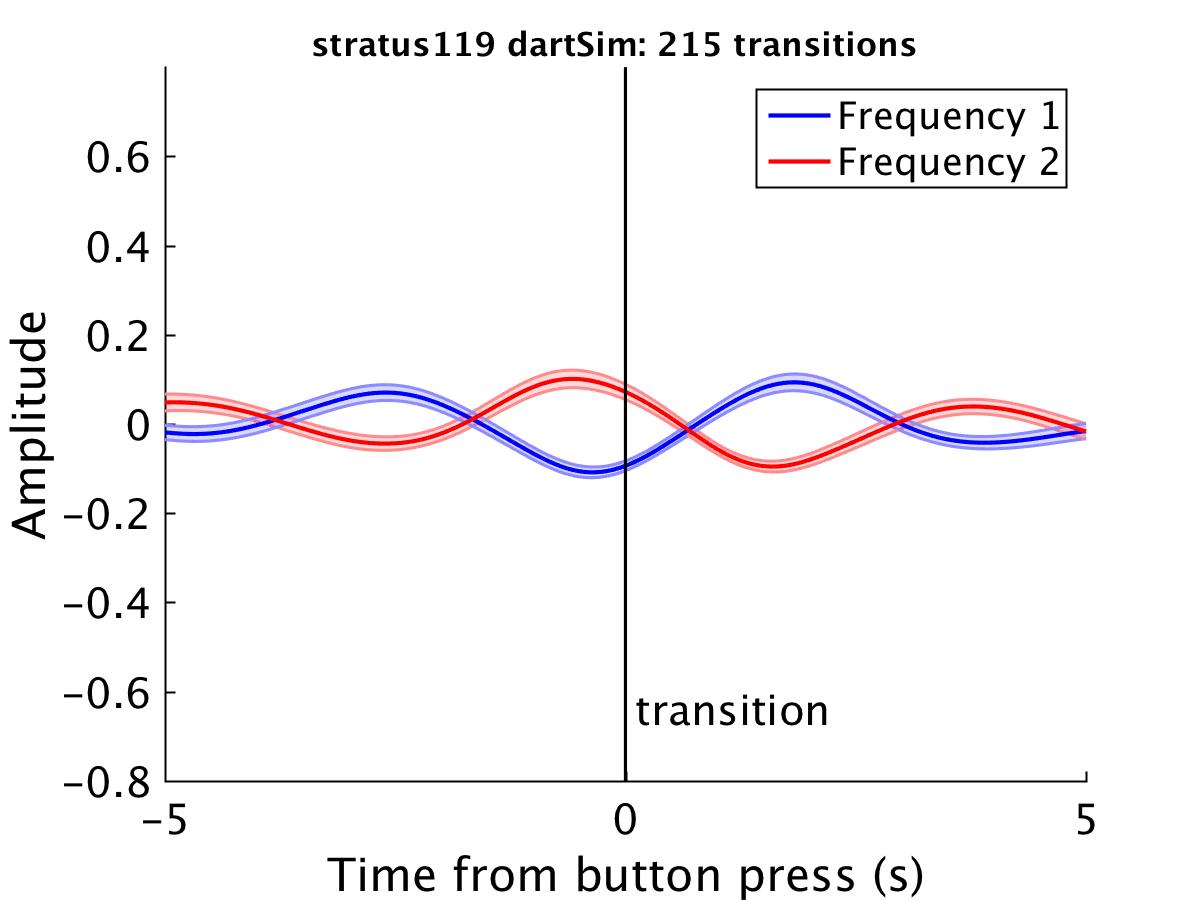 stratus119 dartSim: 215 transitions
Frequency 1
Frequency 2
0.6
0.4
0.2
0
-0.2
-0.4
-0.6
-0.8
Amplitude
transition
-5
0
5
Time from button press (s)